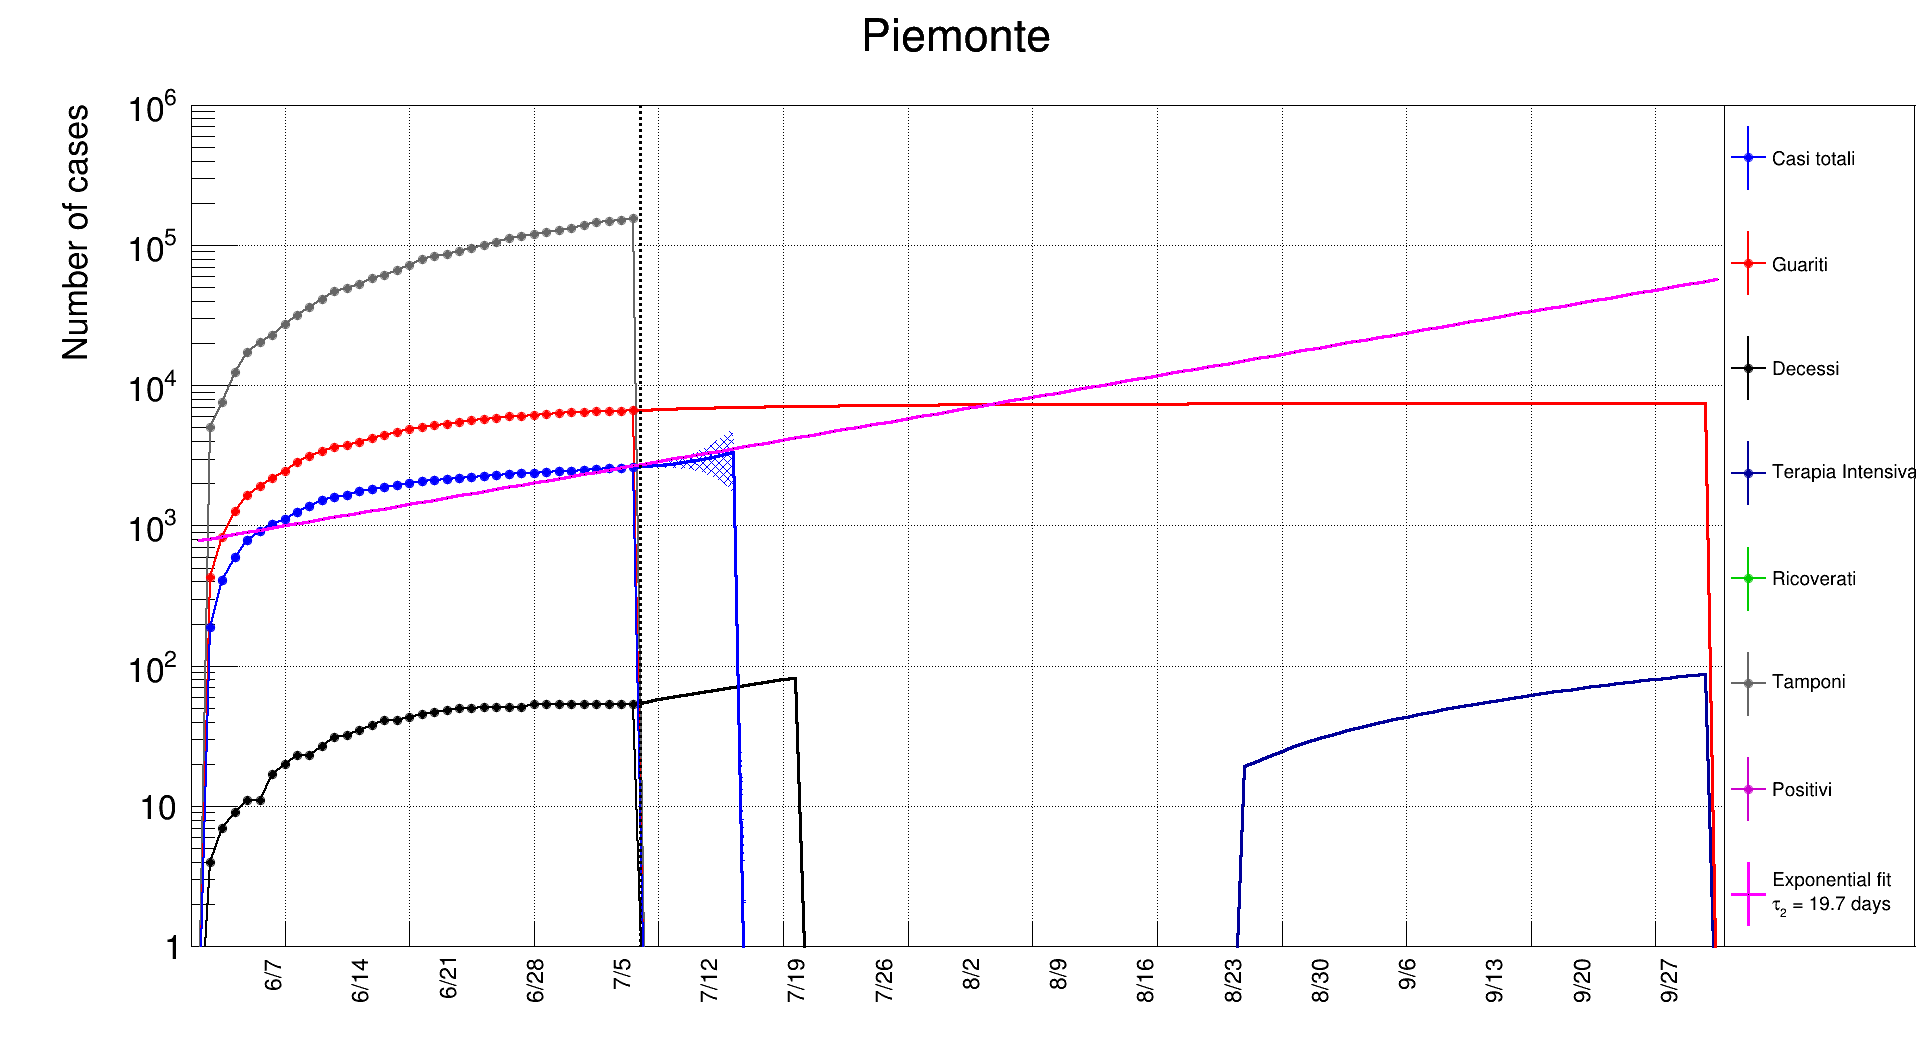 Piemonte
Number of cases
10^6
10^5
10^4
10^3
10^2
10
1
6/7 6/14 6/21 6/28 7/5 7/12 7/19 7/26 8/2 8/9 8/16 8/23 8/30 9/6 9/13 9/20 9/27
Casi totali
Guariti
Decessi
Terapia Intensiva
Ricoverati
Tamponi
Positivi
Exponential fit
τ_2 = 19.7 days